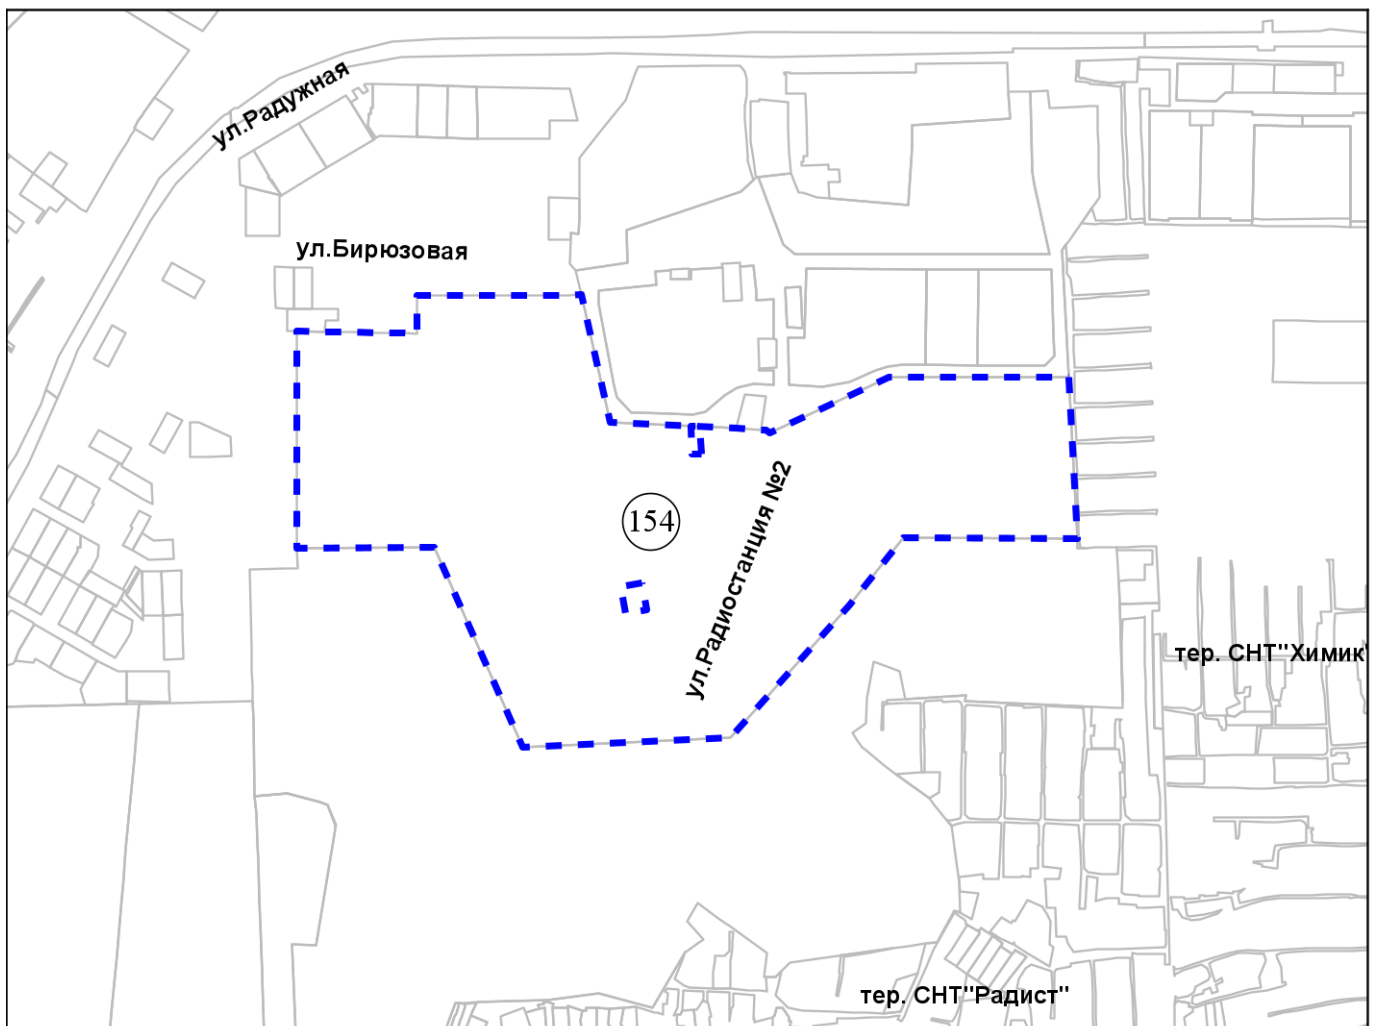 ул.Радужная
ул.Бирюзовая
154
ул.Радиостанция №2
тер. СНТ"Химик"
тер. СНТ"Радист"